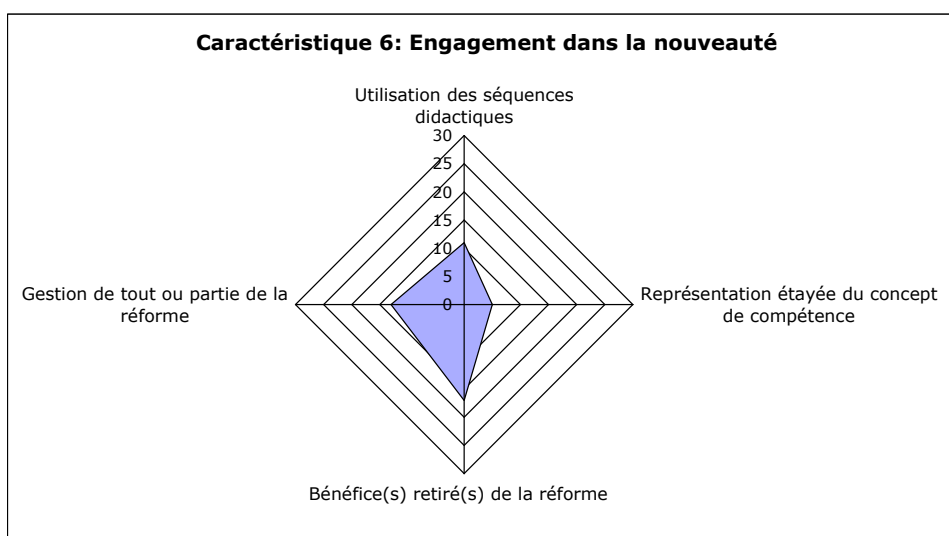 Caractéristique 6: Engagement dans la nouveauté
Utilisation des séquences
didactiques
30
25
20
15
10
5
0
Gestion de tout ou partie de la
réforme
Représentation étayée du concept
de compétence
Bénéfice(s) retiré(s) de la réforme